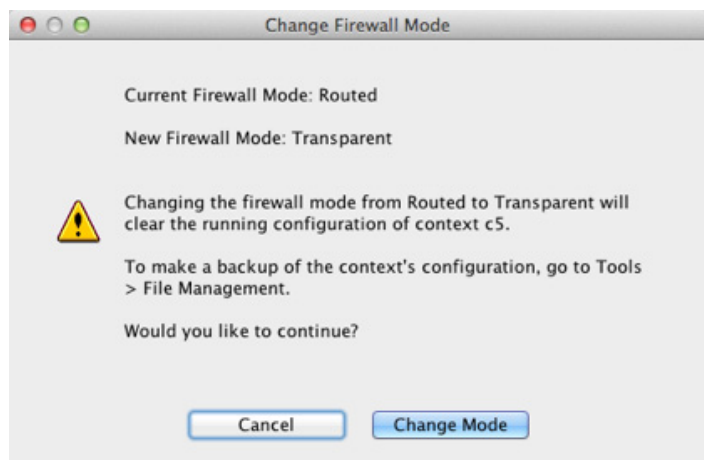 Change Firewall Mode
Current Firewall Mode: Routed
New Firewall Mode: Transparent
Changing the firewall mode from Routed to Transparent will
clear the running configuration of context c5.
To make a backup of the context's configuration, go to Tools
> File Management.
Would you like to continue?
Cancel
Change Mode